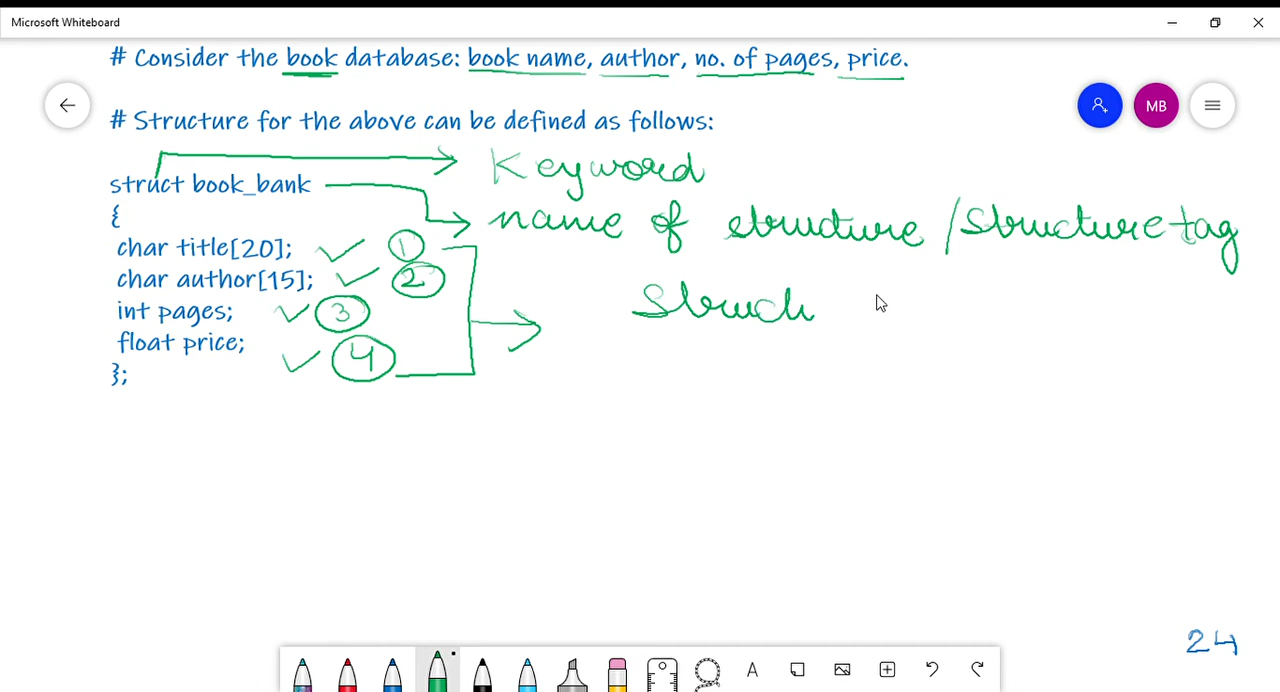 Microsoft Whiteboard
# Consider the book database: book name, author, no. of pages, price.
MB
# Structure for the above can be defined as follows:
Keyword
struct book_bank
name of structure / structure tag
{
char title[20]; 1
char author[15]; 2
Struch
int pages; 3
float price; 4
};
24
A